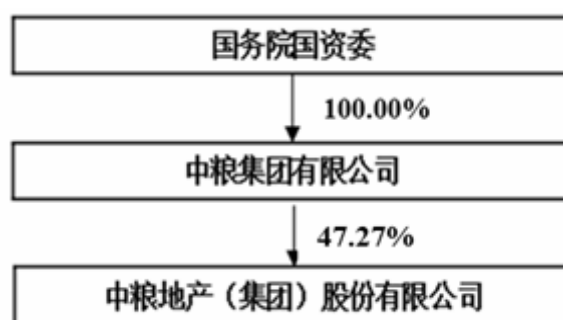 国务院国资委
100.00%
中粮集团有限公司
47.27%
中粮地产（集团）股份有限公司